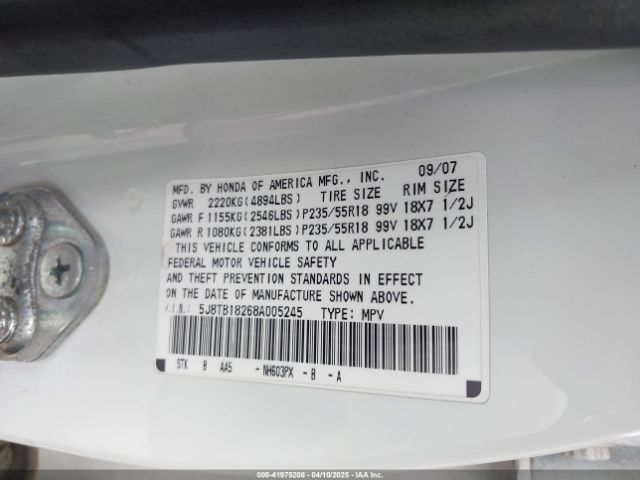 MFD. BY HONDA OF AMERICA MFG., INC. 09/07
GVWR 2220KG(4894LBS) TIRE SIZE RIM SIZE
GAWR F 1155KG(2546LBS)P235/55R18 99V 18X7 1/2J
GAWR R 1080KG(2381LBS)P235/55R18 99V 18X7 1/2J
THIS VEHICLE CONFORMS TO ALL APPLICABLE
FEDERAL MOTOR VEHICLE SAFETY
AND THEFT PREVENTION STANDARDS IN EFFECT
ON THE DATE OF MANUFACTURE SHOWN ABOVE.
V.I.N.: 5J8TB18268A005245 TYPE: MPV
STK B AA5 -NH603PX -B -A
000-41975208 - 04/10/2025 - IAAI.COM